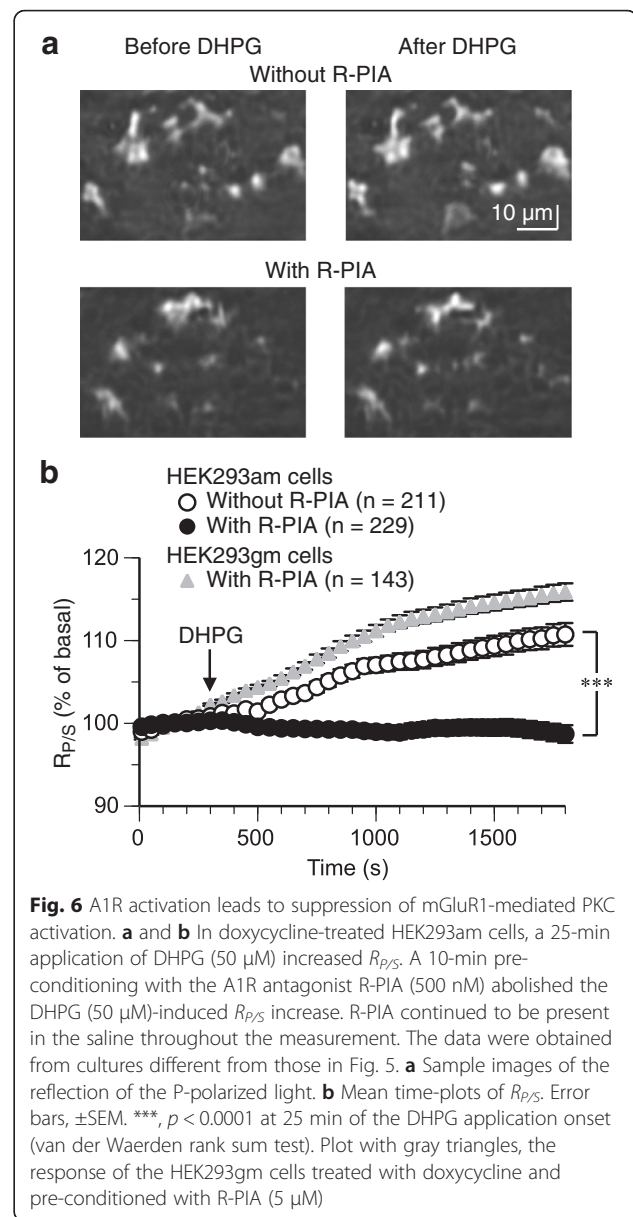 a
Before DHPG After DHPG
Without R-PIA
10 µm
With R-PIA
b
HEK293am cells
Without R-PIA (n = 211)
With R-PIA (n = 229)
HEK293gm cells
With R-PIA (n = 143)
120
110
100
90
R_P/S (% of basal)
DHPG
***
0 500 1000 1500
Time (s)
Fig. 6 A1R activation leads to suppression of mGluR1-mediated PKC
activation. a and b In doxycycline-treated HEK293am cells, a 25-min
application of DHPG (50 µM) increased R_P/S. A 10-min pre-
conditioning with the A1R antagonist R-PIA (500 nM) abolished the
DHPG (50 µM)-induced R_P/S increase. R-PIA continued to be present
in the saline throughout the measurement. The data were obtained
from cultures different from those in Fig. 5. a Sample images of the
reflection of the P-polarized light. b Mean time-plots of R_P/S. Error
bars, ±SEM. ***, p < 0.0001 at 25 min of the DHPG application onset
(van der Waerden rank sum test). Plot with gray triangles, the
response of the HEK293gm cells treated with doxycycline and
pre-conditioned with R-PIA (5 µM)